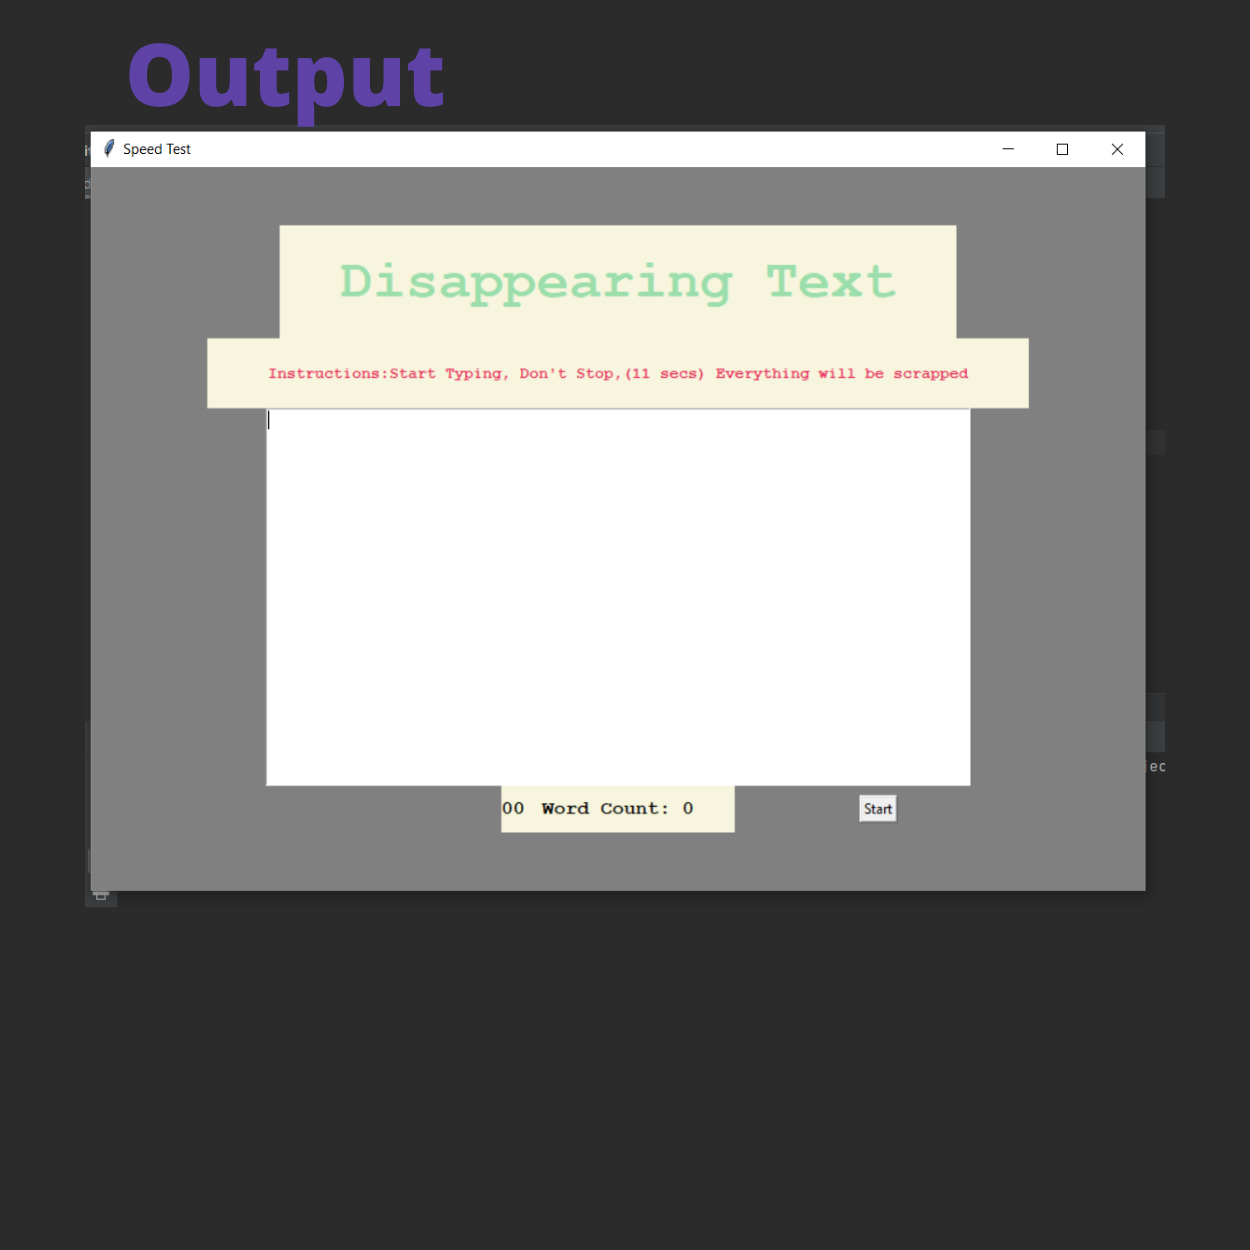 Output
Speed Test
Disappearing Text
Instructions:Start Typing, Don't Stop,(11 secs) Everything will be scrapped
00 Word Count: 0
Start